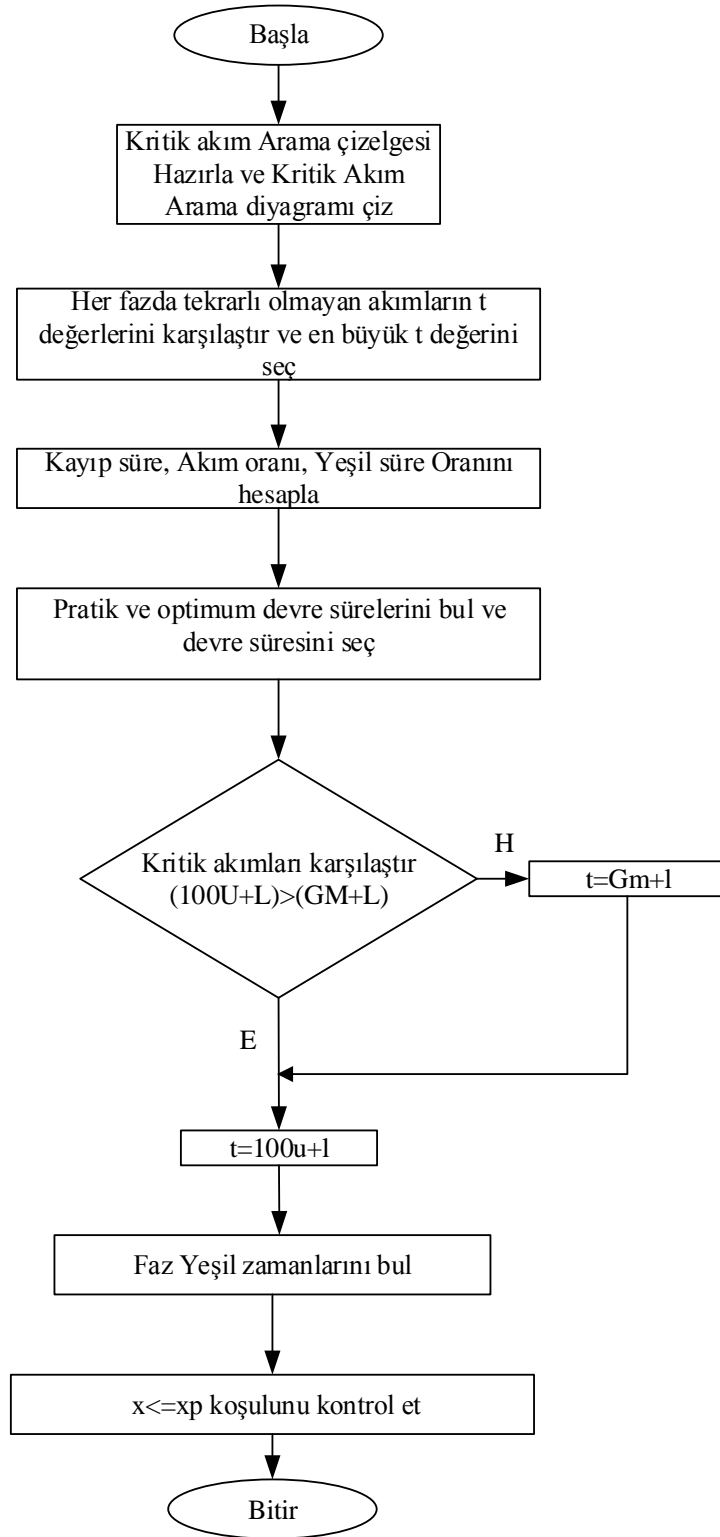 Başla
Kritik akım Arama çizelgesi
Hazırla ve Kritik Akım
Arama diyagramı çiz
Her fazda tekrarlı olmayan akımların t
değerlerini karşılaştır ve en büyük t değerini
seç
Kayıp süre, Akım oranı, Yeşil süre Oranını
hesapla
Pratik ve optimum devre sürelerini bul ve
devre süresini seç
Kritik akımları karşılaştır
(100U+L)>(GM+L)
H
t=Gm+l
E
t=100u+l
Faz Yeşil zamanlarını bul
x<=xp koşulunu kontrol et
Bitir